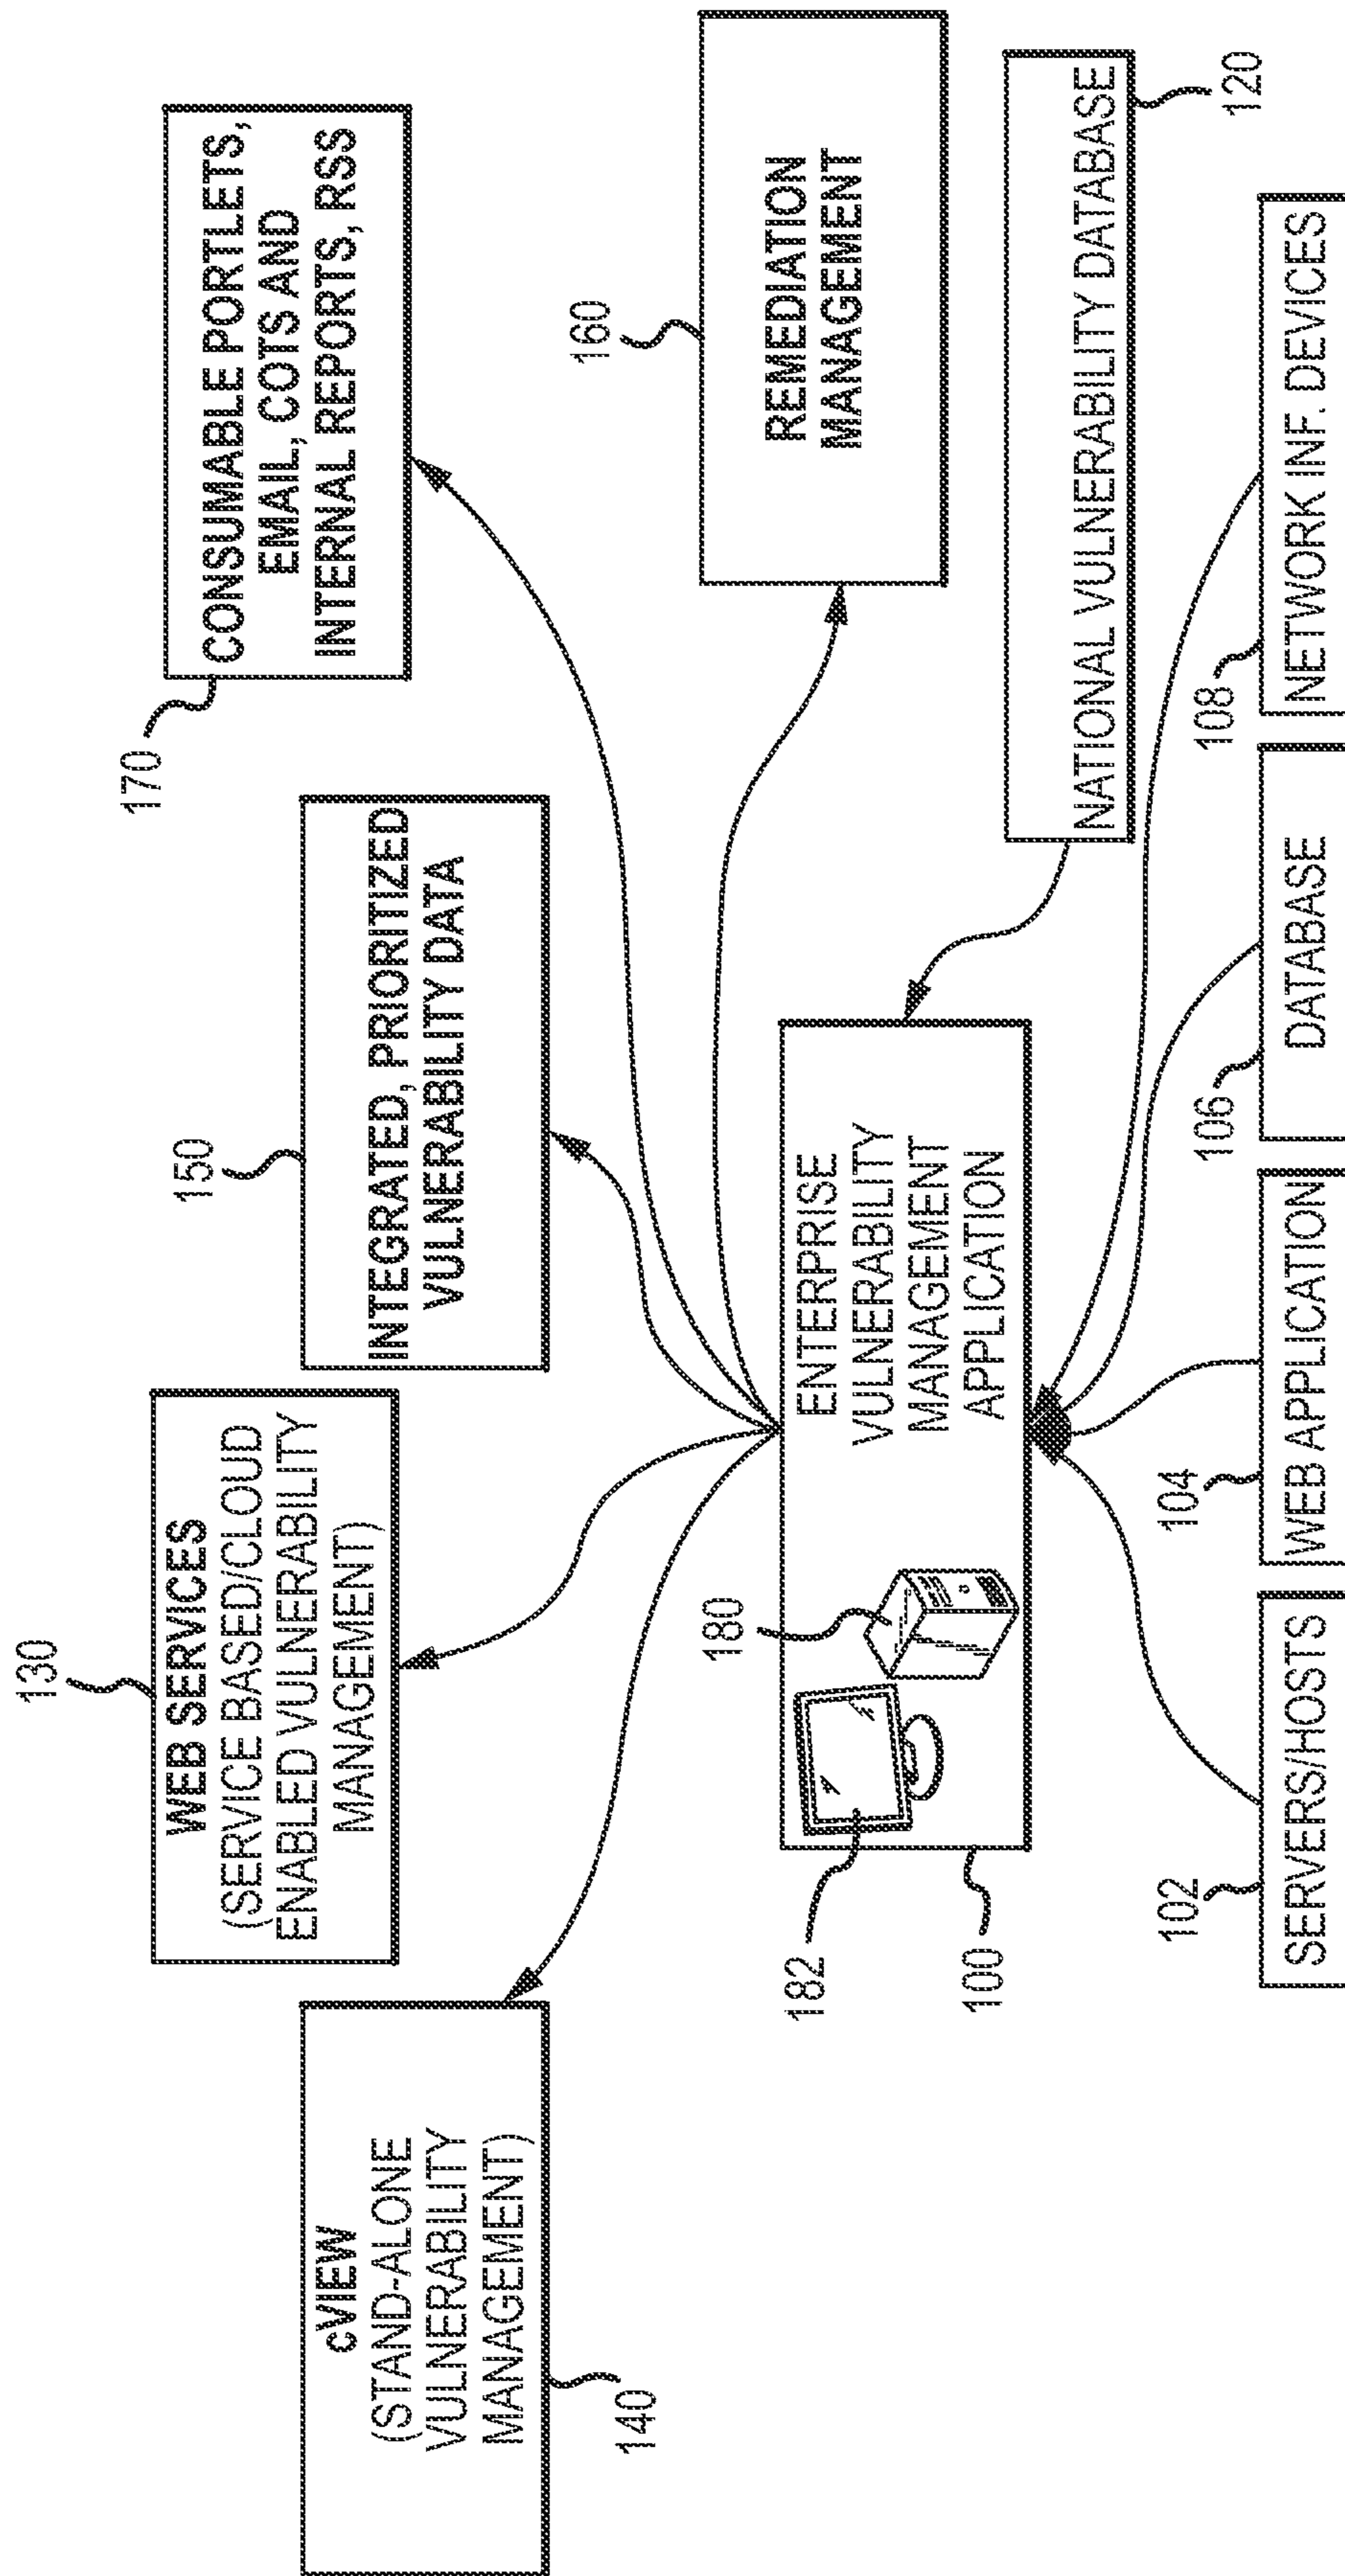 130
WEB SERVICES
(SERVICE BASED/CLOUD
ENABLED VULNERABILITY
MANAGEMENT)
170
CONSUMABLE PORTLETS,
EMAIL, COTS AND
INTERNAL REPORTS, RSS
cVIEW
(STAND-ALONE
VULNERABILITY
MANAGEMENT)
140
150
INTEGRATED, PRIORITIZED
VULNERABILITY DATA
160
REMEDIATION
MANAGEMENT
182
180
100
ENTERPRISE
VULNERABILITY
MANAGEMENT
APPLICATION
NATIONAL VULNERABILITY DATABASE
120
102
SERVERS/HOSTS
104
WEB APPLICATION
106
DATABASE
108
NETWORK INF. DEVICES